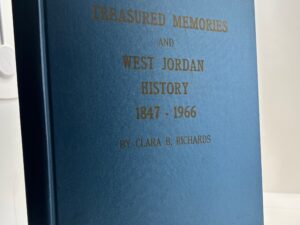 TREASURED MEMORIES
AND
WEST JORDAN
HISTORY
1847 - 1966
BY CLARA B. RICHARDS